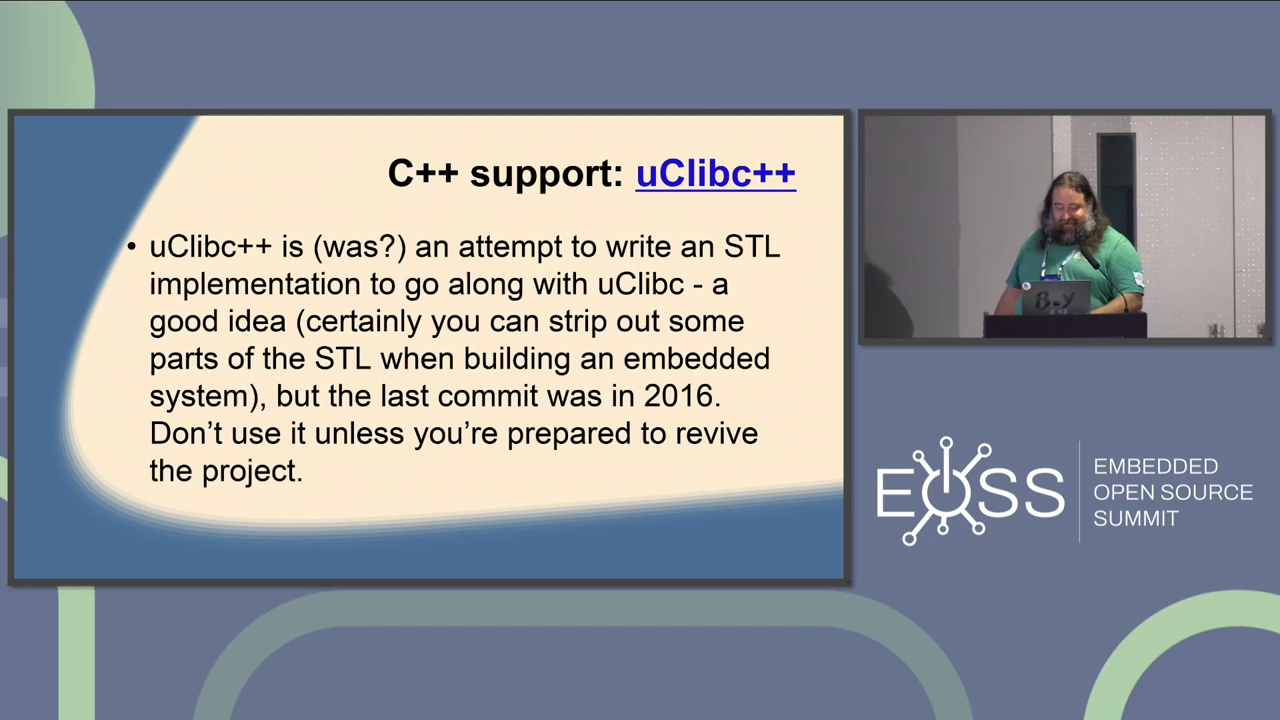 C++ support: uClibc++
• uClibc++ is (was?) an attempt to write an STL
implementation to go along with uClibc - a
good idea (certainly you can strip out some
parts of the STL when building an embedded
system), but the last commit was in 2016.
Don’t use it unless you’re prepared to revive
the project.
EOSS
EMBEDDED
OPEN SOURCE
SUMMIT